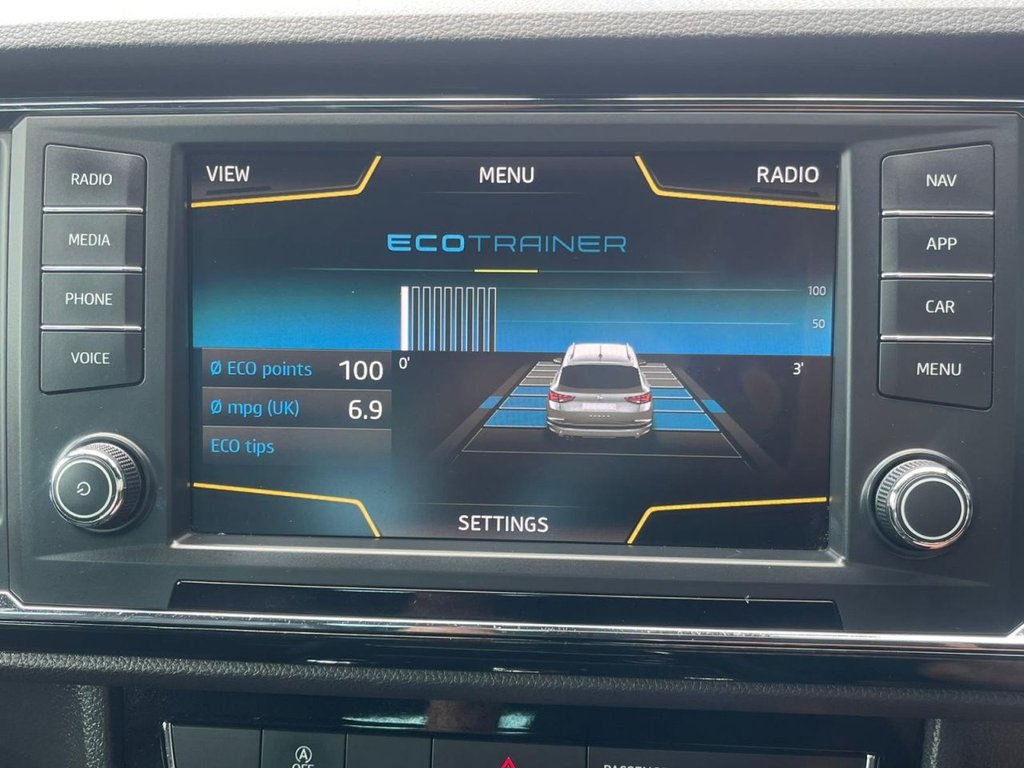 RADIO
MEDIA
PHONE
VOICE
VIEW
MENU
RADIO
ECOTRAINER
100
50
0'
3'
Ø ECO points 100
Ø mpg (UK) 6.9
ECO tips
SETTINGS
NAV
APP
CAR
MENU
A
OFF